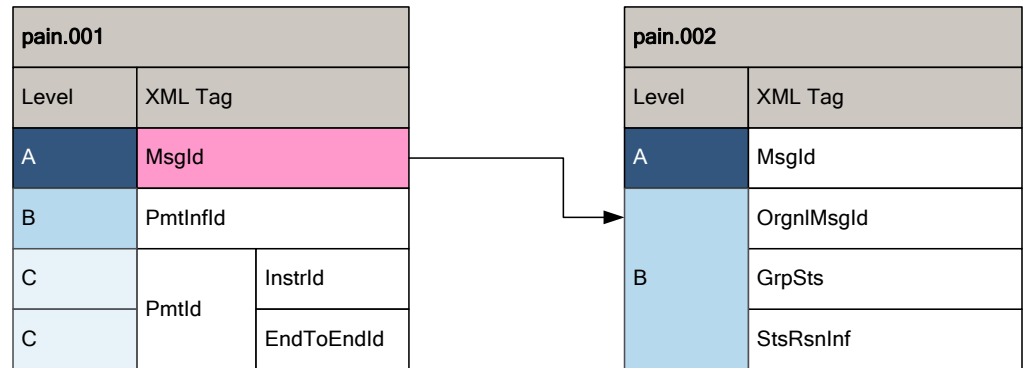 pain.001
Level XML Tag
A MsgId
B PmtInfId
C InstrId
PmtId
C EndToEndId
pain.002
Level XML Tag
A MsgId
OrgnlMsgId
B GrpSts
StsRsnInf